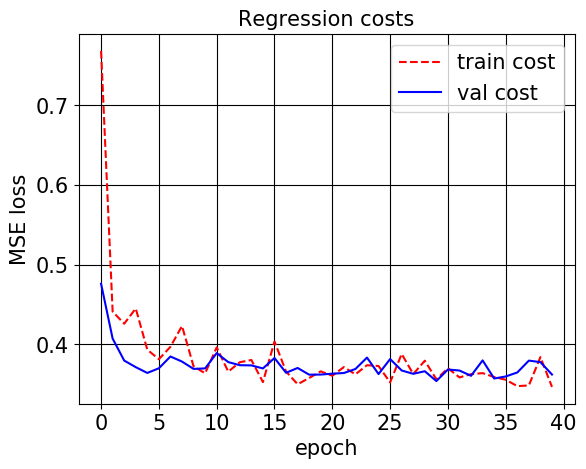 Regression costs
train cost
val cost
MSE loss
0.7
0.6
0.5
0.4
0 5 10 15 20 25 30 35 40
epoch